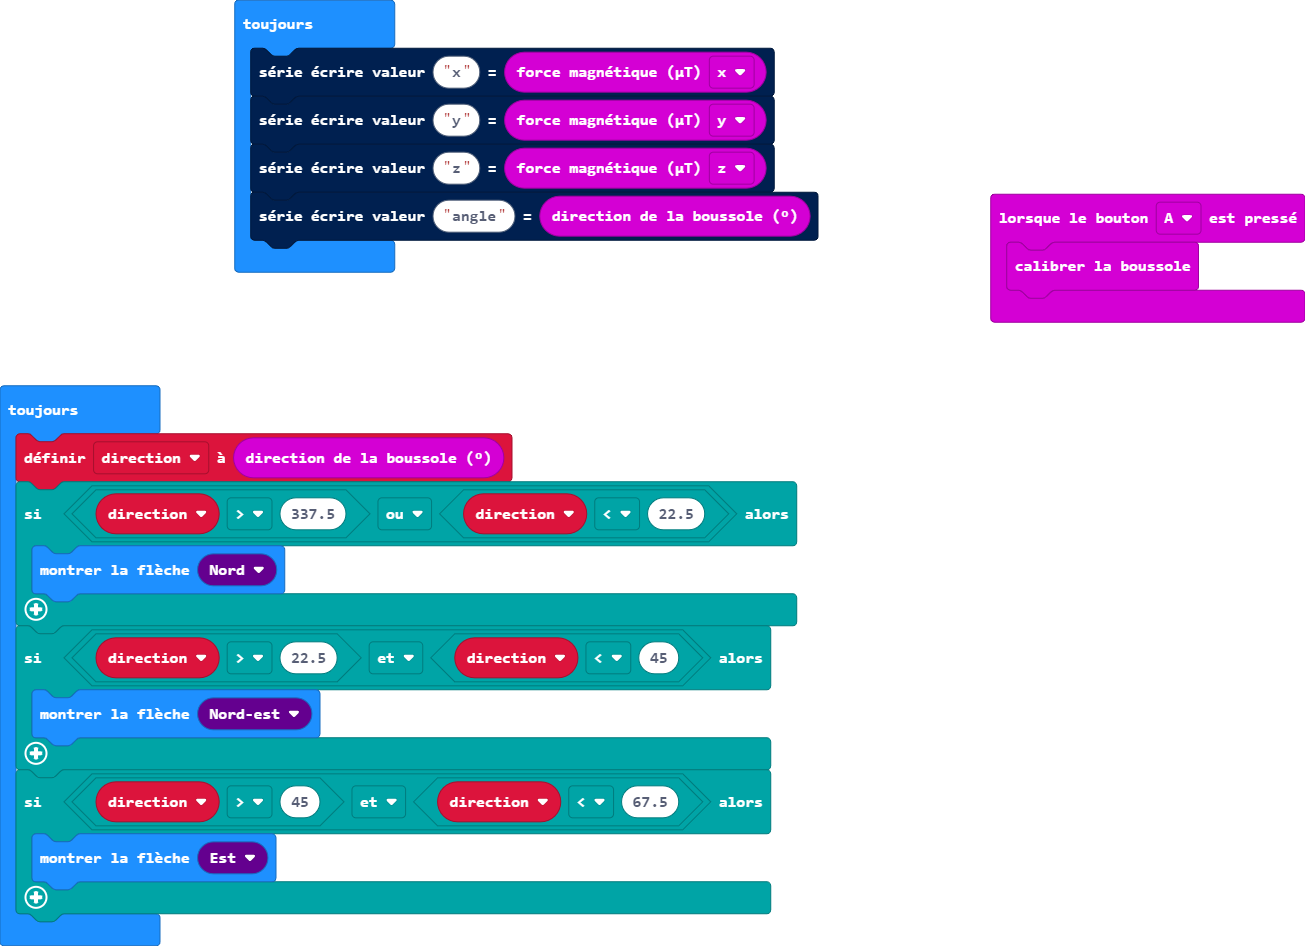 toujours
série écrire valeur "x" = force magnétique (µT) x
série écrire valeur "y" = force magnétique (µT) y
série écrire valeur "z" = force magnétique (µT) z
série écrire valeur "angle" = direction de la boussole (º)
lorsque le bouton A est pressé
calibrer la boussole
toujours
définir direction à direction de la boussole (º)
si direction > 337.5 ou direction < 22.5 alors
montrer la flèche Nord
si direction > 22.5 et direction < 45 alors
montrer la flèche Nord-est
si direction > 45 et direction < 67.5 alors
montrer la flèche Est